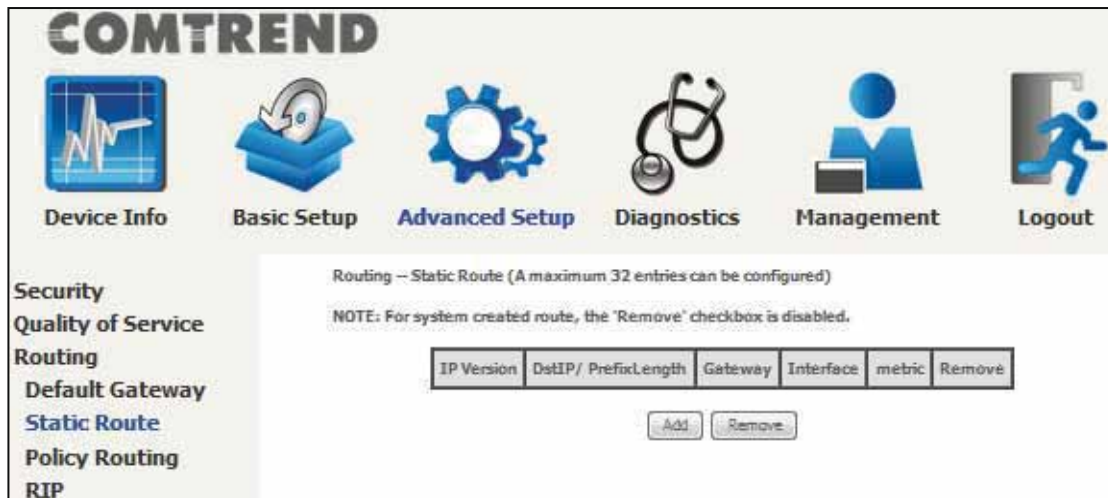 COMTREND
Device Info Basic Setup Advanced Setup Diagnostics Management Logout
Security
Quality of Service
Routing
Default Gateway
Static Route
Policy Routing
RIP
Routing -- Static Route (A maximum 32 entries can be configured)
NOTE: For system created route, the 'Remove' checkbox is disabled.
IP Version DstIP/ PrefixLength Gateway Interface metric Remove
Add Remove